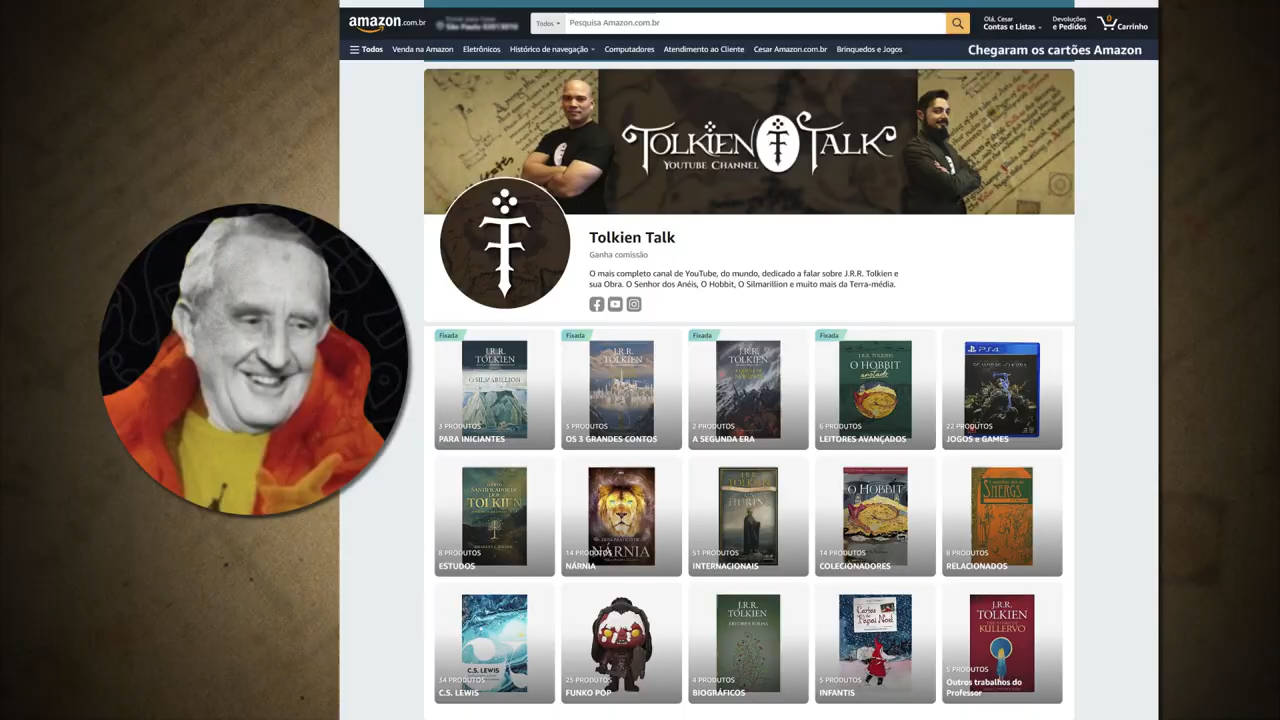 amazon.com.br
Todos
Pesquisa Amazon.com.br
Olá, Cesar
Contas e Listas
Devoluções
e Pedidos
0
Carrinho
Todos
Venda na Amazon
Eletrônicos
Histórico de navegação
Computadores
Atendimento ao Cliente
Cesar Amazon.com.br
Brinquedos e Jogos
Chegaram os cartões Amazon
TOLKIEN TALK
YOUTUBE CHANNEL
Tolkien Talk
Ganha comissão
O mais completo canal de YouTube, do mundo, dedicado a falar sobre J.R.R. Tolkien e
sua Obra. O Senhor dos Anéis, O Hobbit, O Silmarillion e muito mais da Terra-média.
Fixada
J.R.R.
TOLKIEN
O SILMARILLION
3 PRODUTOS
PARA INICIANTES
Fixada
J.R.R.
TOLKIEN
3 PRODUTOS
OS 3 GRANDES CONTOS
Fixada
J.R.R.
TOLKIEN
2 PRODUTOS
A SEGUNDA ERA
Fixada
J.R.R. TOLKIEN
O HOBBIT
anotado
6 PRODUTOS
LEITORES AVANÇADOS
PS4
22 PRODUTOS
JOGOS e GAMES
TOLKIEN
8 PRODUTOS
ESTUDOS
NÁRNIA
14 PRODUTOS
NÁRNIA
HÚRIN
51 PRODUTOS
INTERNACIONAIS
O HOBBIT
14 PRODUTOS
COLECIONADORES
8 PRODUTOS
RELACIONADOS
C.S. LEWIS
34 PRODUTOS
C.S. LEWIS
25 PRODUTOS
FUNKO POP
J.R.R.
TOLKIEN
4 PRODUTOS
BIOGRÁFICOS
Cartas
do
Papai Noel
5 PRODUTOS
INFANTIS
J.R.R.
TOLKIEN
KULLERVO
5 PRODUTOS
Outros trabalhos do
Professor